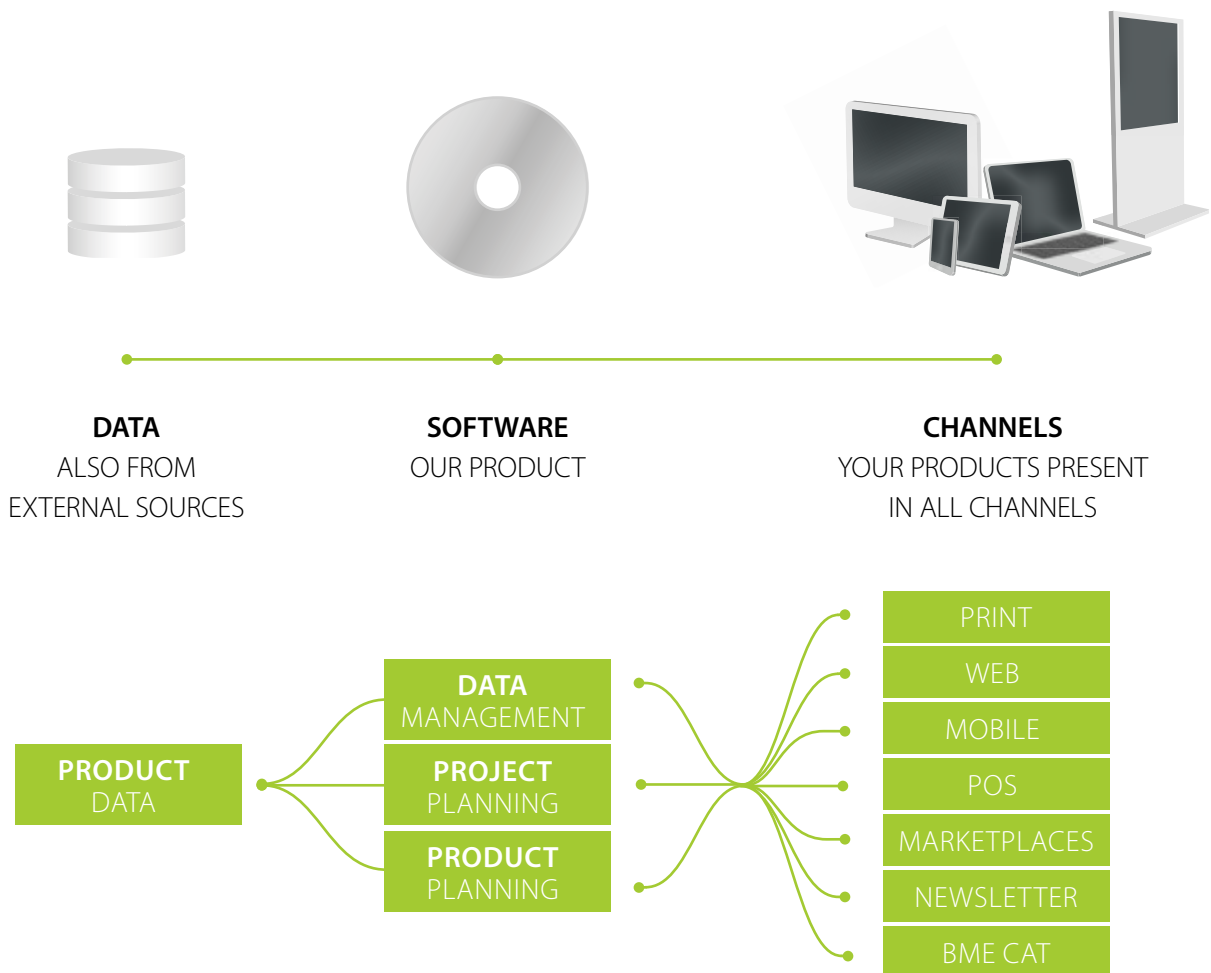 DATA
ALSO FROM
EXTERNAL SOURCES
SOFTWARE
OUR PRODUCT
CHANNELS
YOUR PRODUCTS PRESENT
IN ALL CHANNELS
PRODUCT
DATA
DATA
MANAGEMENT
PROJECT
PLANNING
PRODUCT
PLANNING
PRINT
WEB
MOBILE
POS
MARKETPLACES
NEWSLETTER
BME CAT